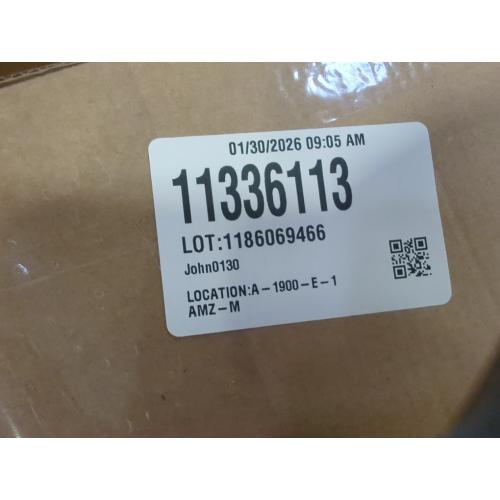 01/30/2026 09:05 AM
11336113
LOT:1186069466
John0130
LOCATION:A-1900-E-1
AMZ-M